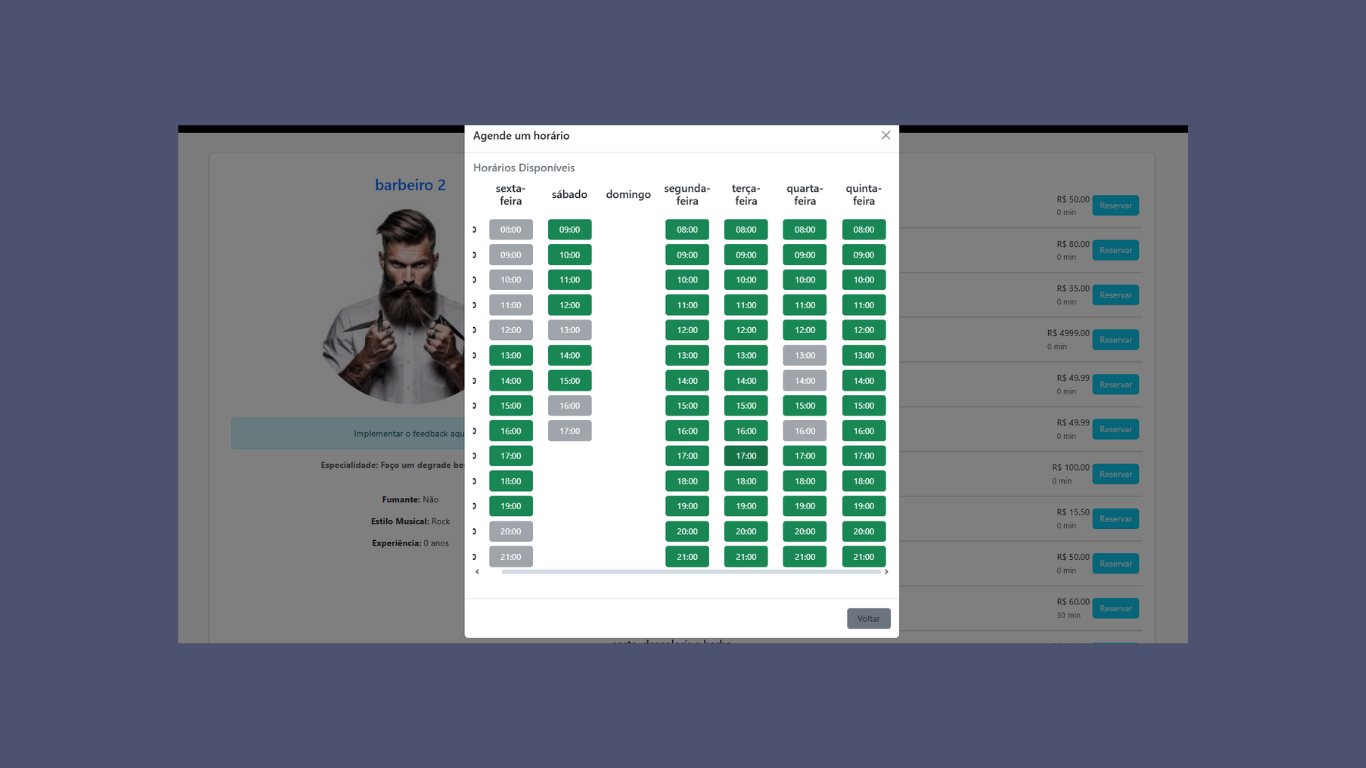 Agende um horário
Horários Disponíveis
sexta-feira sábado domingo segunda-feira terça-feira quarta-feira quinta-feira
08:00 09:00 08:00 08:00 08:00 08:00
09:00 10:00 09:00 09:00 09:00 09:00
10:00 11:00 10:00 10:00 10:00 10:00
11:00 12:00 11:00 11:00 11:00 11:00
12:00 13:00 12:00 12:00 12:00 12:00
13:00 14:00 13:00 13:00 13:00 13:00
14:00 15:00 14:00 14:00 14:00 14:00
15:00 16:00 15:00 15:00 15:00 15:00
16:00 17:00 16:00 16:00 16:00 16:00
17:00 17:00 17:00 17:00 17:00
18:00 18:00 18:00 18:00 18:00
19:00 19:00 19:00 19:00 19:00
20:00 20:00 20:00 20:00 20:00
21:00 21:00 21:00 21:00 21:00
Voltar
barbeiro 2
Implementar o feedback aqu
Especialidade: Faço um degrade be
Fumante: Não
Estilo Musical: Rock
Experiência: 0 anos
R$ 50.00
0 min
Reservar
R$ 80.00
0 min
Reservar
R$ 35.00
0 min
Reservar
R$ 4999.00
0 min
Reservar
R$ 49.99
0 min
Reservar
R$ 49.99
0 min
Reservar
R$ 100.00
0 min
Reservar
R$ 15.50
0 min
Reservar
R$ 50.00
0 min
Reservar
R$ 60.00
30 min
Reservar